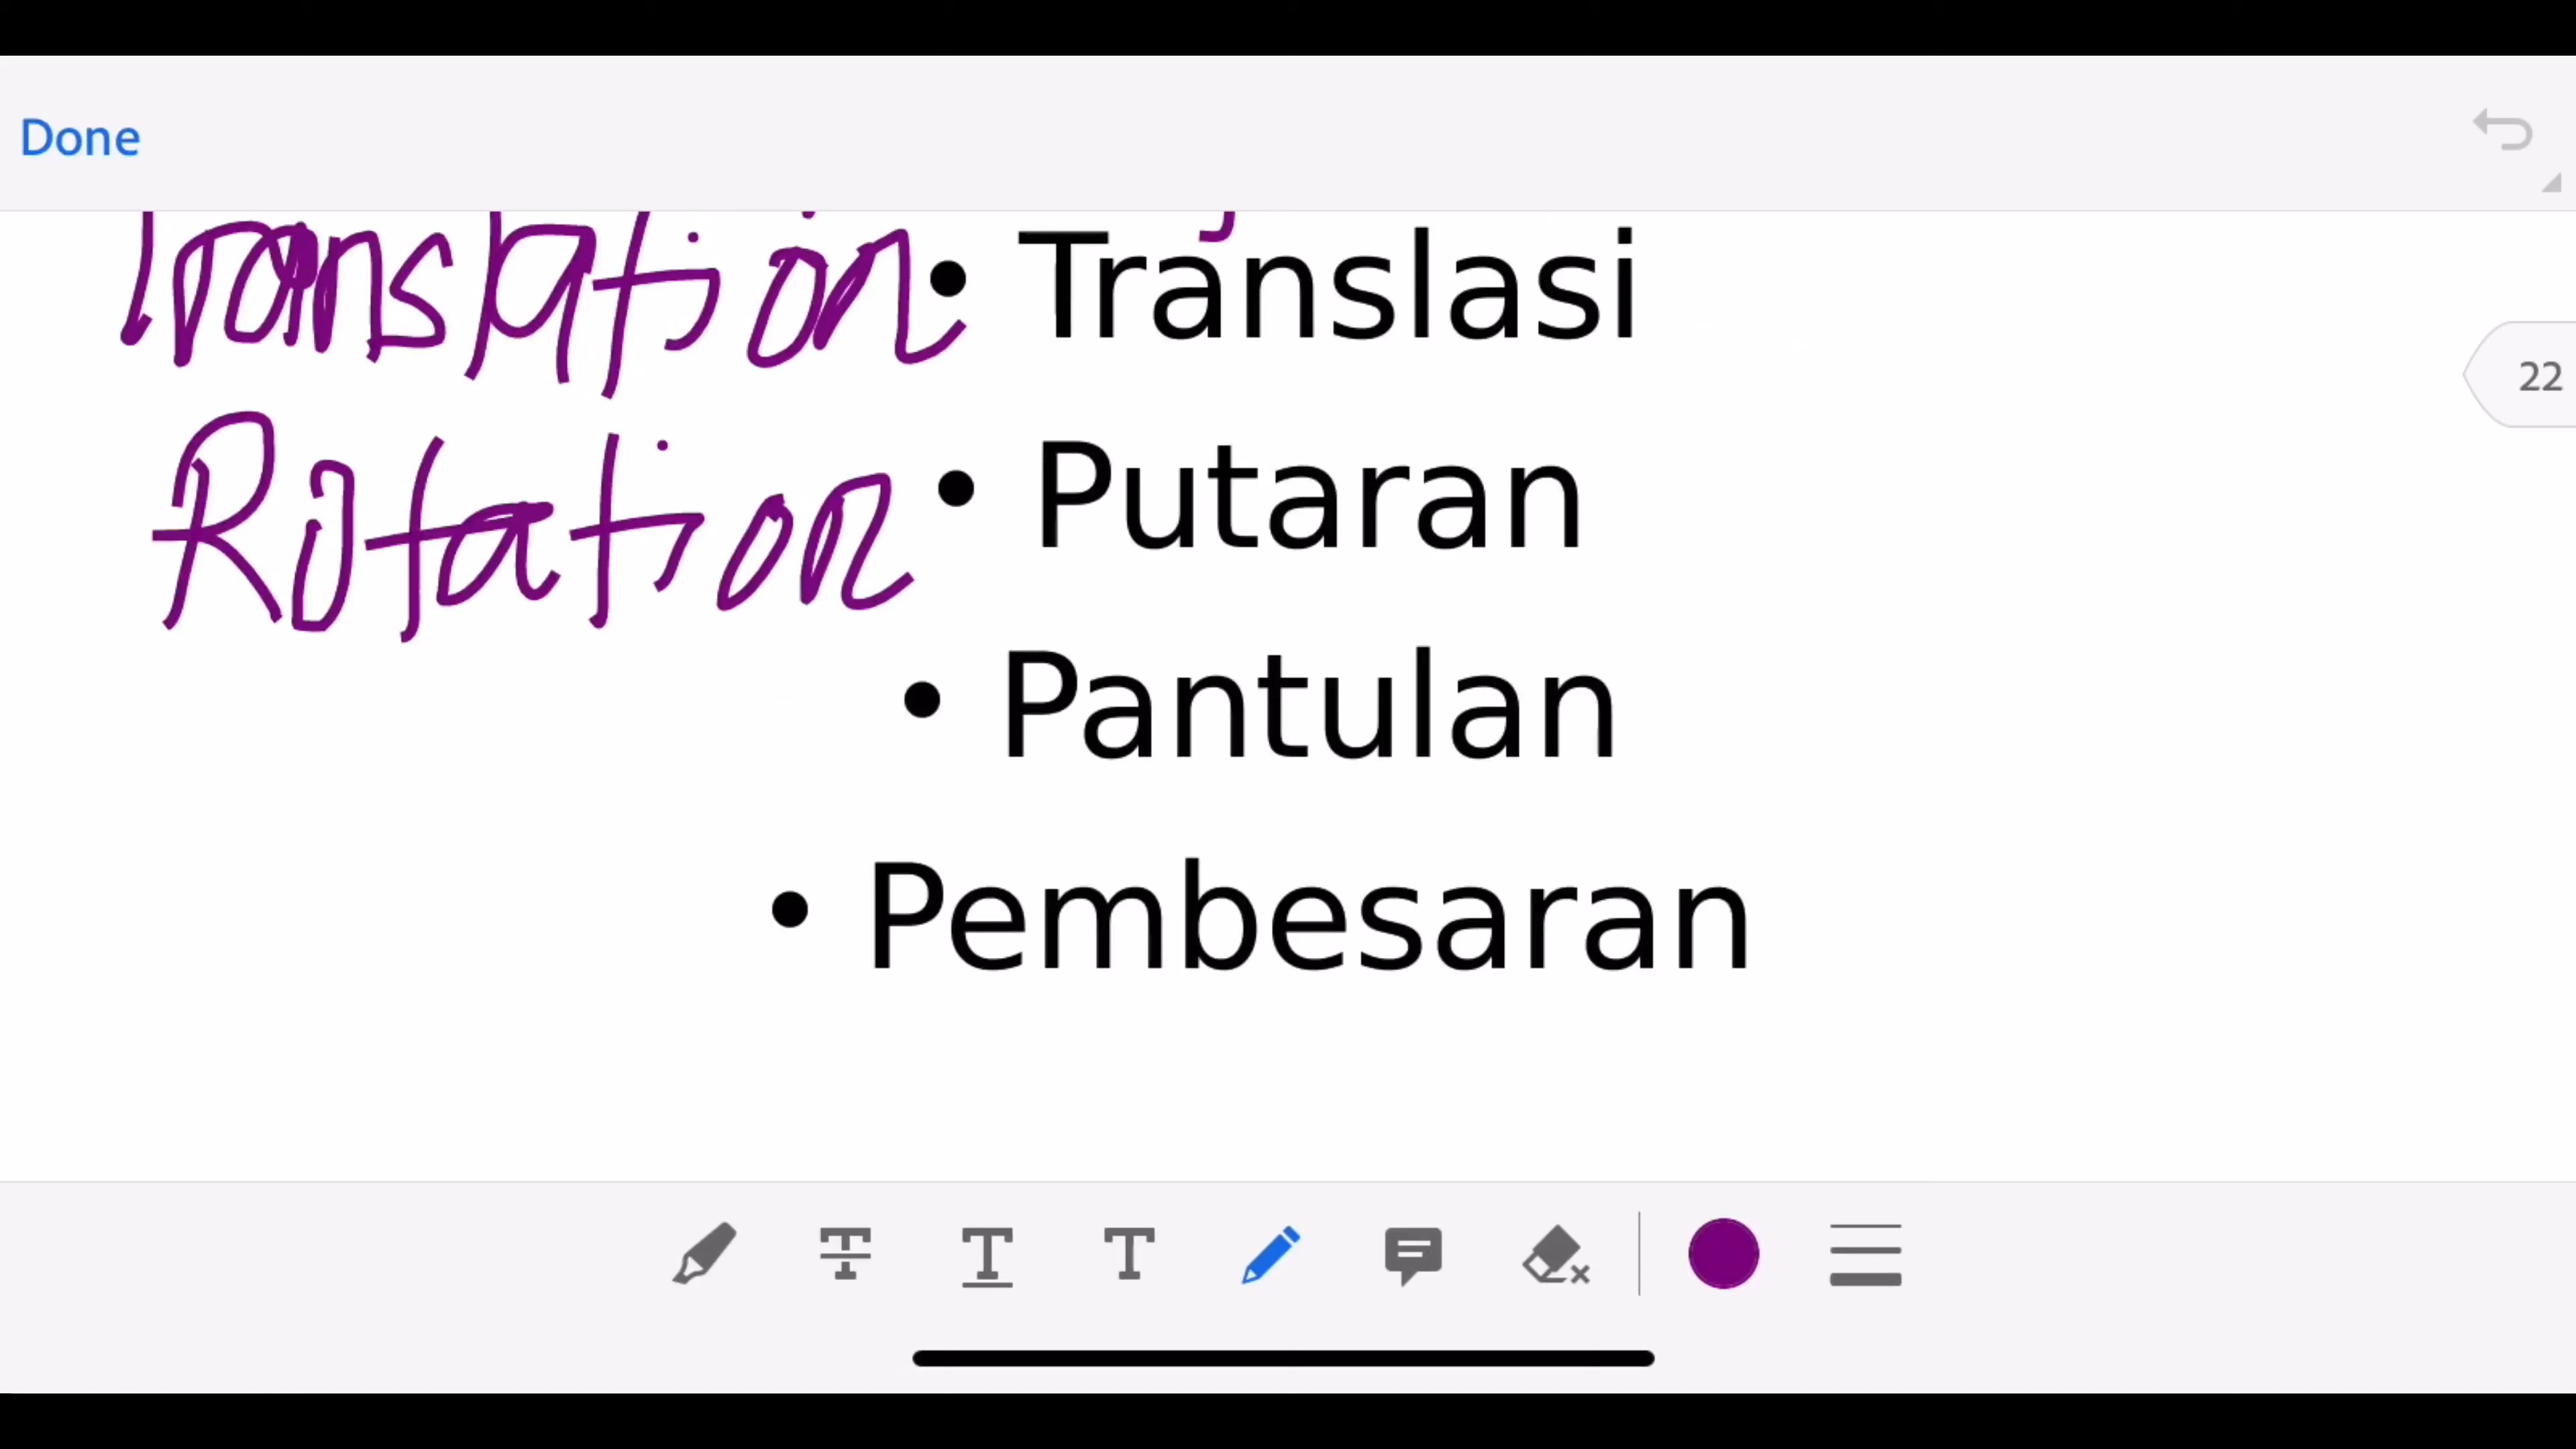 Done
Translation • Translasi
22
Rotation • Putaran
• Pantulan
• Pembesaran